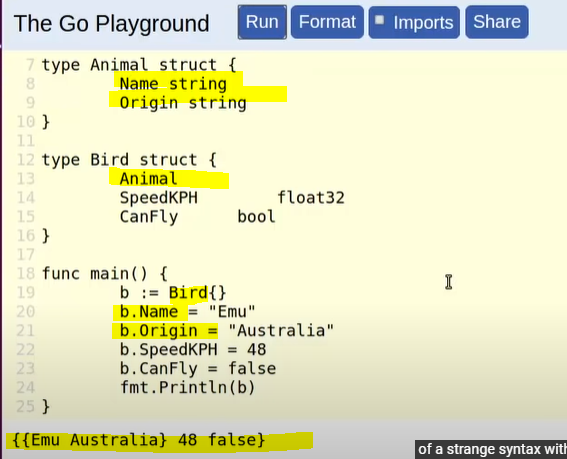 The Go Playground Run Format Imports Share
7 type Animal struct {
8 Name string
9 Origin string
10 }
11
12 type Bird struct {
13 Animal
14 SpeedKPH float32
15 CanFly bool
16 }
17
18 func main() {
19 b := Bird{}
20 b.Name = "Emu"
21 b.Origin = "Australia"
22 b.SpeedKPH = 48
23 b.CanFly = false
24 fmt.Println(b)
25 }
{{Emu Australia} 48 false}
of a strange syntax with